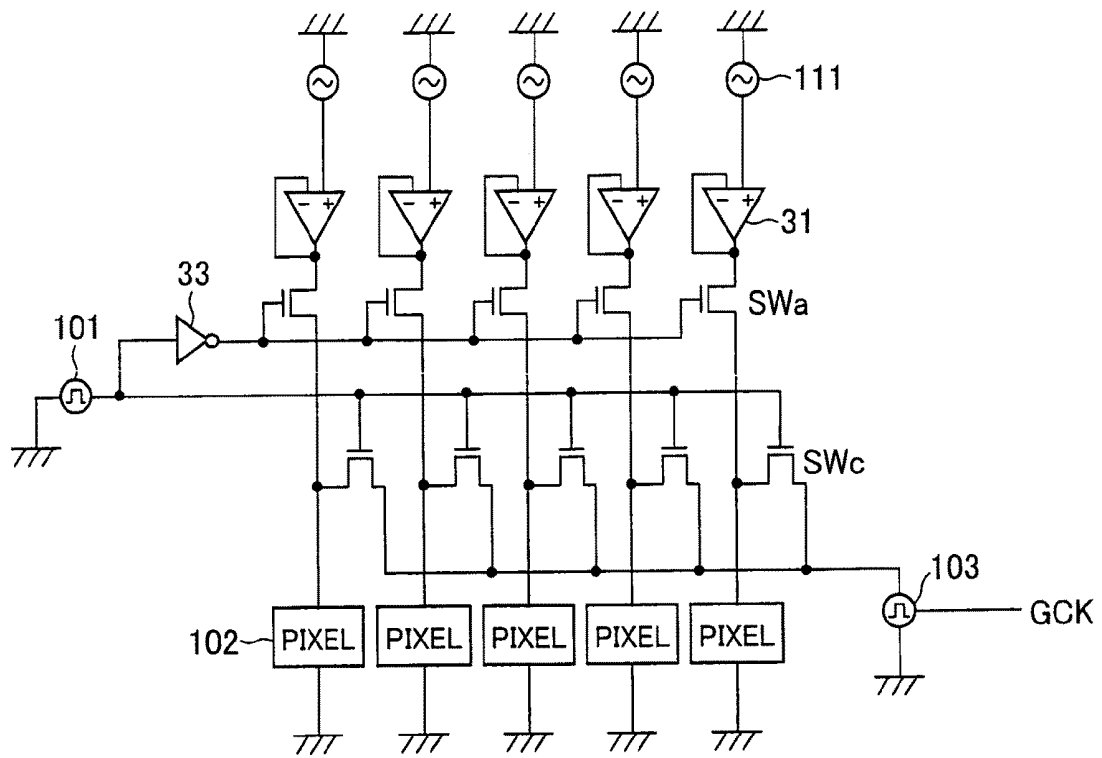 111
− + − + − + − + − +
31
33
SWa
101
SWc
103
GCK
102 PIXEL PIXEL PIXEL PIXEL PIXEL